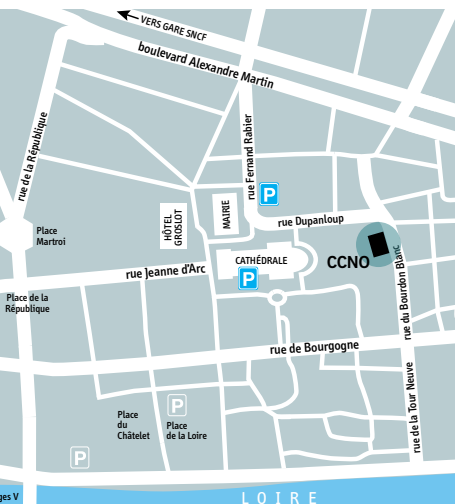 VERS GARE SNCF
boulevard Alexandre Martin
rue de la République
rue Fernand Rabier
P
MAIRIE
HÔTEL
GROSLOT
rue Dupanloup
Place
Martroi
CATHÉDRALE
CCNO
rue Jeanne d'Arc
P
rue du Bourdon Blanc
Place de la
République
rue de Bourgogne
rue de la Tour Neuve
P
Place
du
Châtelet
Place
de la Loire
P
ges V
LOIRE